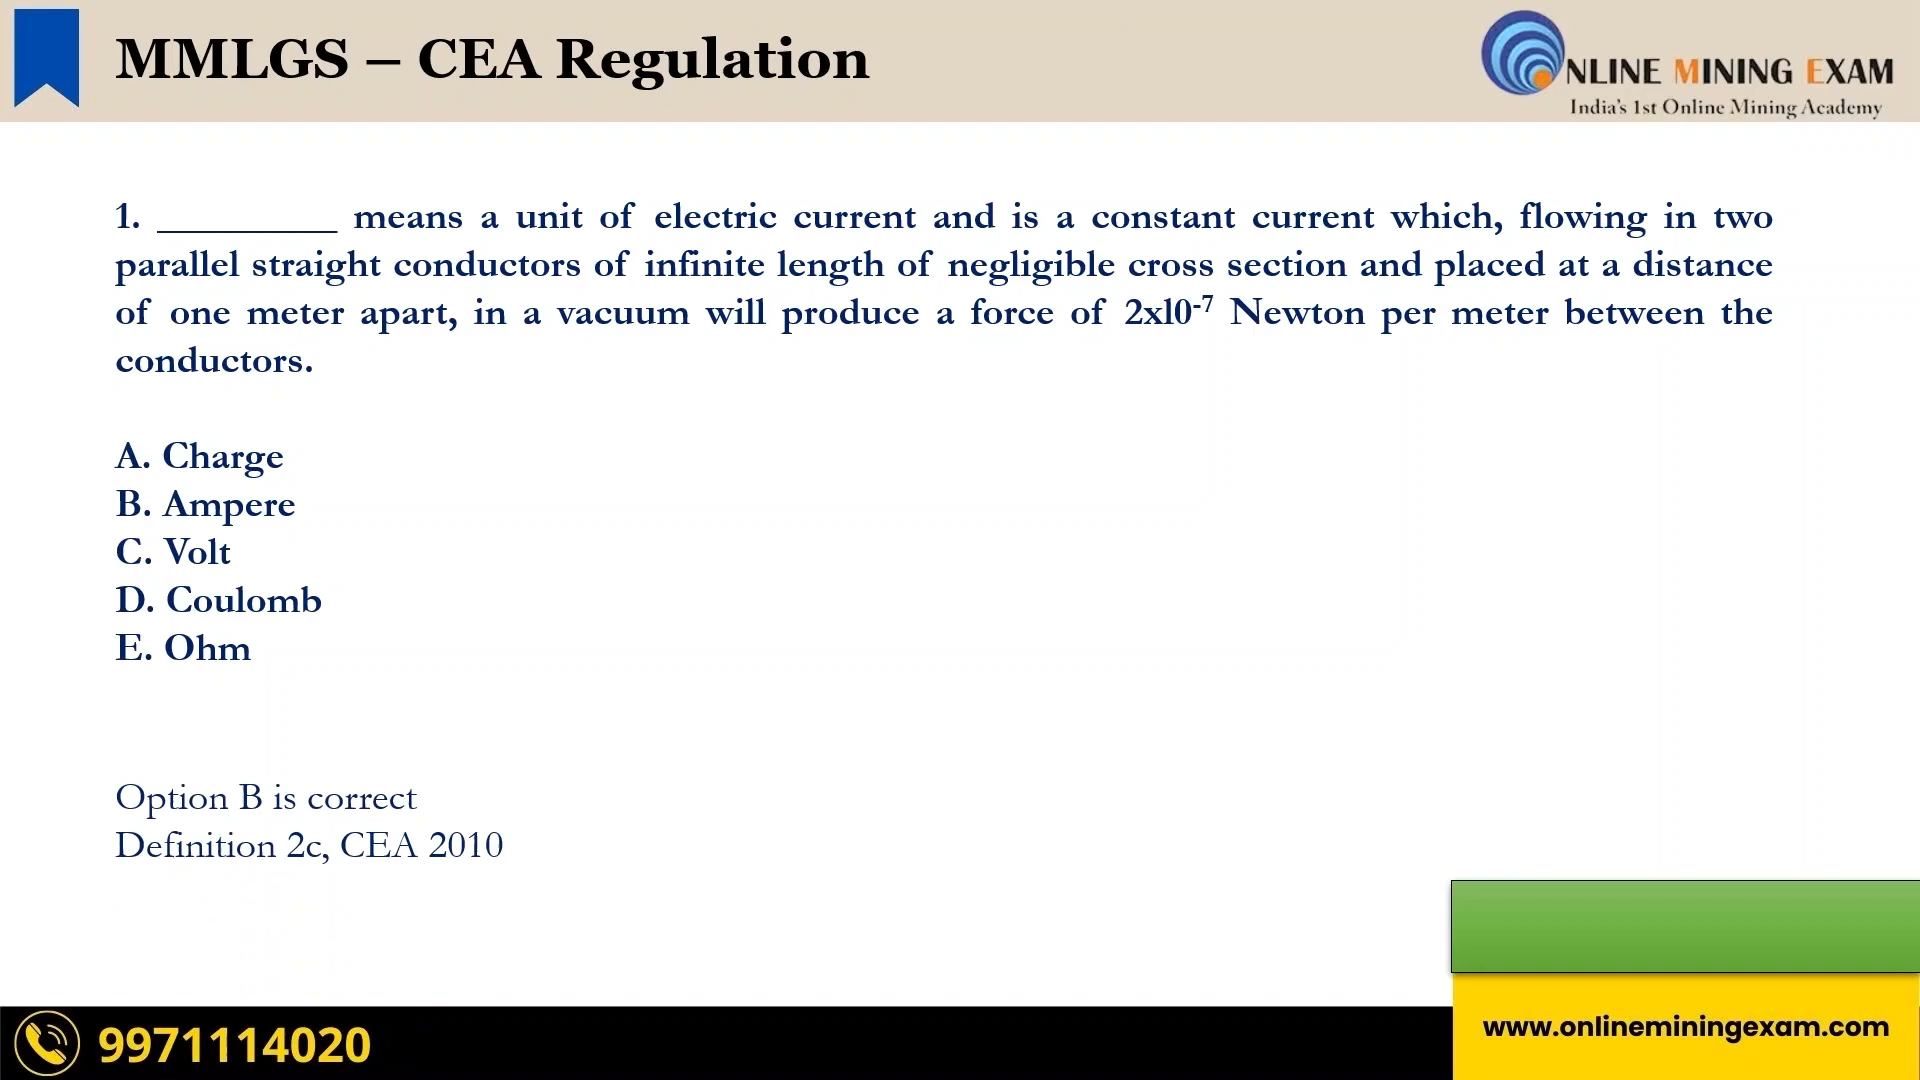 MMLGS – CEA Regulation
NLINE MINING EXAM
India's 1st Online Mining Academy
1. _________ means a unit of electric current and is a constant current which, flowing in two
parallel straight conductors of infinite length of negligible cross section and placed at a distance
of one meter apart, in a vacuum will produce a force of 2xl0⁻⁷ Newton per meter between the
conductors.
A. Charge
B. Ampere
C. Volt
D. Coulomb
E. Ohm
Option B is correct
Definition 2c, CEA 2010
9971114020
www.onlineminingexam.com